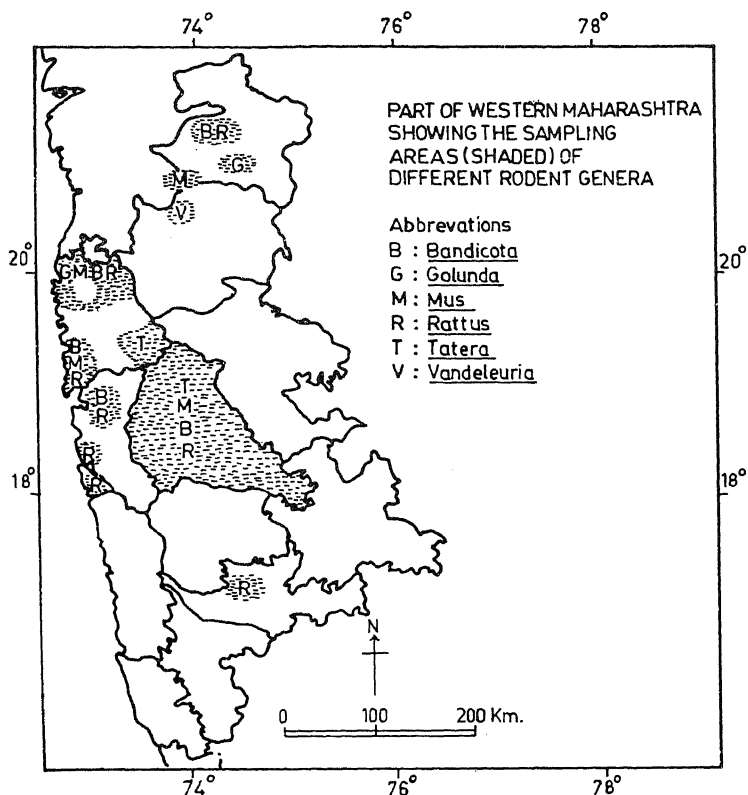 74° 76° 78°
PART OF WESTERN MAHARASHTRA
SHOWING THE SAMPLING
AREAS (SHADED) OF
DIFFERENT RODENT GENERA
Abbrevations
B : Bandicota
G : Golunda
M : Mus
R : Rattus
T : Tatera
V : Vandeleuria
BR
G
M
V
20° 20°
GMBR
B
M
R
T
B
R
T
M
B
R
R
R
18° 18°
R
N
0 100 200 Km.
74° 76° 78°